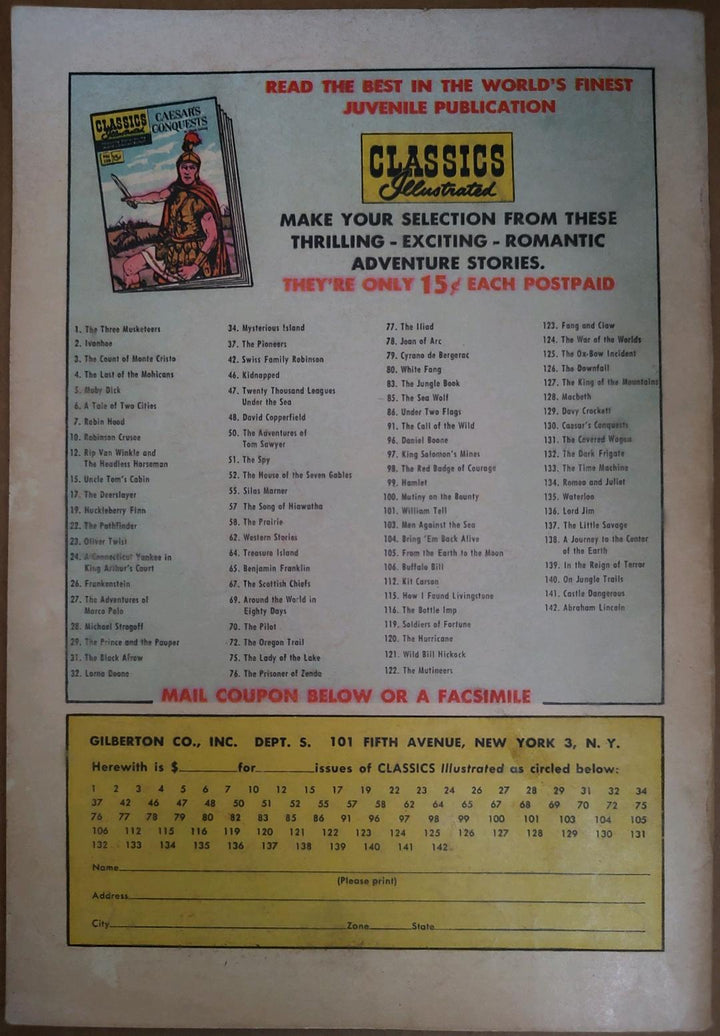 READ THE BEST IN THE WORLD'S FINEST
JUVENILE PUBLICATION
CLASSICS
Illustrated
CAESAR'S
CONQUESTS
15¢
CLASSICS
Illustrated
MAKE YOUR SELECTION FROM THESE
THRILLING - EXCITING - ROMANTIC
ADVENTURE STORIES.
THEY'RE ONLY 15¢ EACH POSTPAID
1. The Three Musketeers
2. Ivanhoe
3. The Count of Monte Cristo
4. The Last of the Mohicans
5. Moby Dick
6. A Tale of Two Cities
7. Robin Hood
10. Robinson Crusoe
12. Rip Van Winkle and
The Headless Horseman
15. Uncle Tom's Cabin
17. The Deerslayer
19. Huckleberry Finn
22. The Pathfinder
23. Oliver Twist
24. A Connecticut Yankee in
King Arthur's Court
26. Frankenstein
27. The Adventures of
Marco Polo
28. Michael Strogoff
29. The Prince and the Pauper
31. The Black Arrow
32. Lorna Doone
34. Mysterious Island
37. The Pioneers
42. Swiss Family Robinson
46. Kidnapped
47. Twenty Thousand Leagues
Under the Sea
48. David Copperfield
50. The Adventures of
Tom Sawyer
51. The Spy
52. The House of the Seven Gables
55. Silas Marner
57 The Song of Hiawatha
58. The Prairie
62. Western Stories
64. Treasure Island
65. Benjamin Franklin
67. The Scottish Chiefs
69. Around the World in
Eighty Days
70. The Pilot
72. The Oregon Trail
75. The Lady of the Lake
76. The Prisoner of Zenda
77. The Iliad
78. Joan of Arc
79. Cyrano de Bergerac
80. White Fang
83. The Jungle Book
85. The Sea Wolf
86. Under Two Flags
91. The Call of the Wild
96. Daniel Boone
97. King Solomon's Mines
98. The Red Badge of Courage
99. Hamlet
100. Mutiny on the Bounty
101. William Tell
103. Men Against the Sea
104. Bring 'Em Back Alive
105. From the Earth to the Moon
106. Buffalo Bill
112. Kit Carson
115. How I Found Livingstone
116. The Bottle Imp
119. Soldiers of Fortune
120. The Hurricane
121. Wild Bill Hickock
122. The Mutineers
123. Fang and Claw
124. The War of the Worlds
125. The Ox-Bow Incident
126. The Downfall
127. The King of the Mountains
128. Macbeth
129. Davy Crockett
130. Caesar's Conquests
131. The Covered Wagon
132. The Dark Frigate
133. The Time Machine
134. Romeo and Juliet
135. Waterloo
136. Lord Jim
137. The Little Savage
138. A Journey to the Center
of the Earth
139. In the Reign of Terror
140. On Jungle Trails
141. Castle Dangerous
142. Abraham Lincoln
MAIL COUPON BELOW OR A FACSIMILE
GILBERTON CO., INC. DEPT. S. 101 FIFTH AVENUE, NEW YORK 3, N. Y.
Herewith is $ for issues of CLASSICS Illustrated as circled below:
1 2 3 4 5 6 7 10 12 15 17 19 22 23 24 26 27 28 29 31 32 34
37 42 46 47 48 50 51 52 55 57 58 62 64 65 67 68 69 70 72 75
76 77 78 79 80 82 83 85 86 91 96 97 98 99 100 101 103 104 105
106 112 115 116 119 120 121 122 123 124 125 126 127 128 129 130 131
132 133 134 135 136 137 138 139 140 141 142
Name
(Please print)
Address
City Zone State